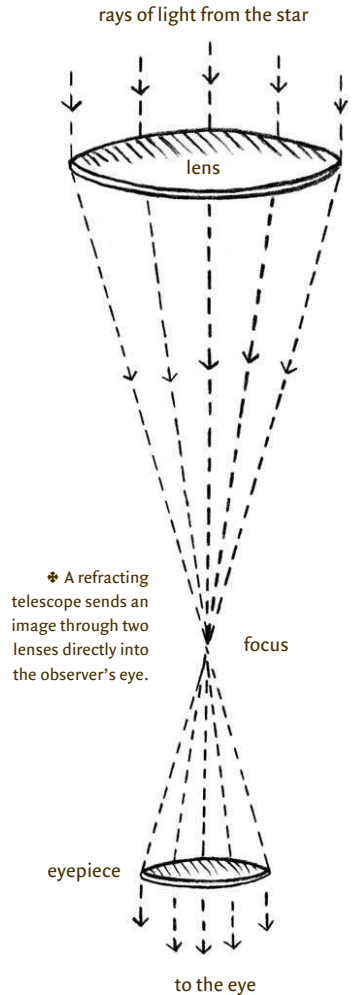 rays of light from the star
lens
✤ A refracting
telescope sends an
image through two
lenses directly into
the observer’s eye.
focus
eyepiece
to the eye